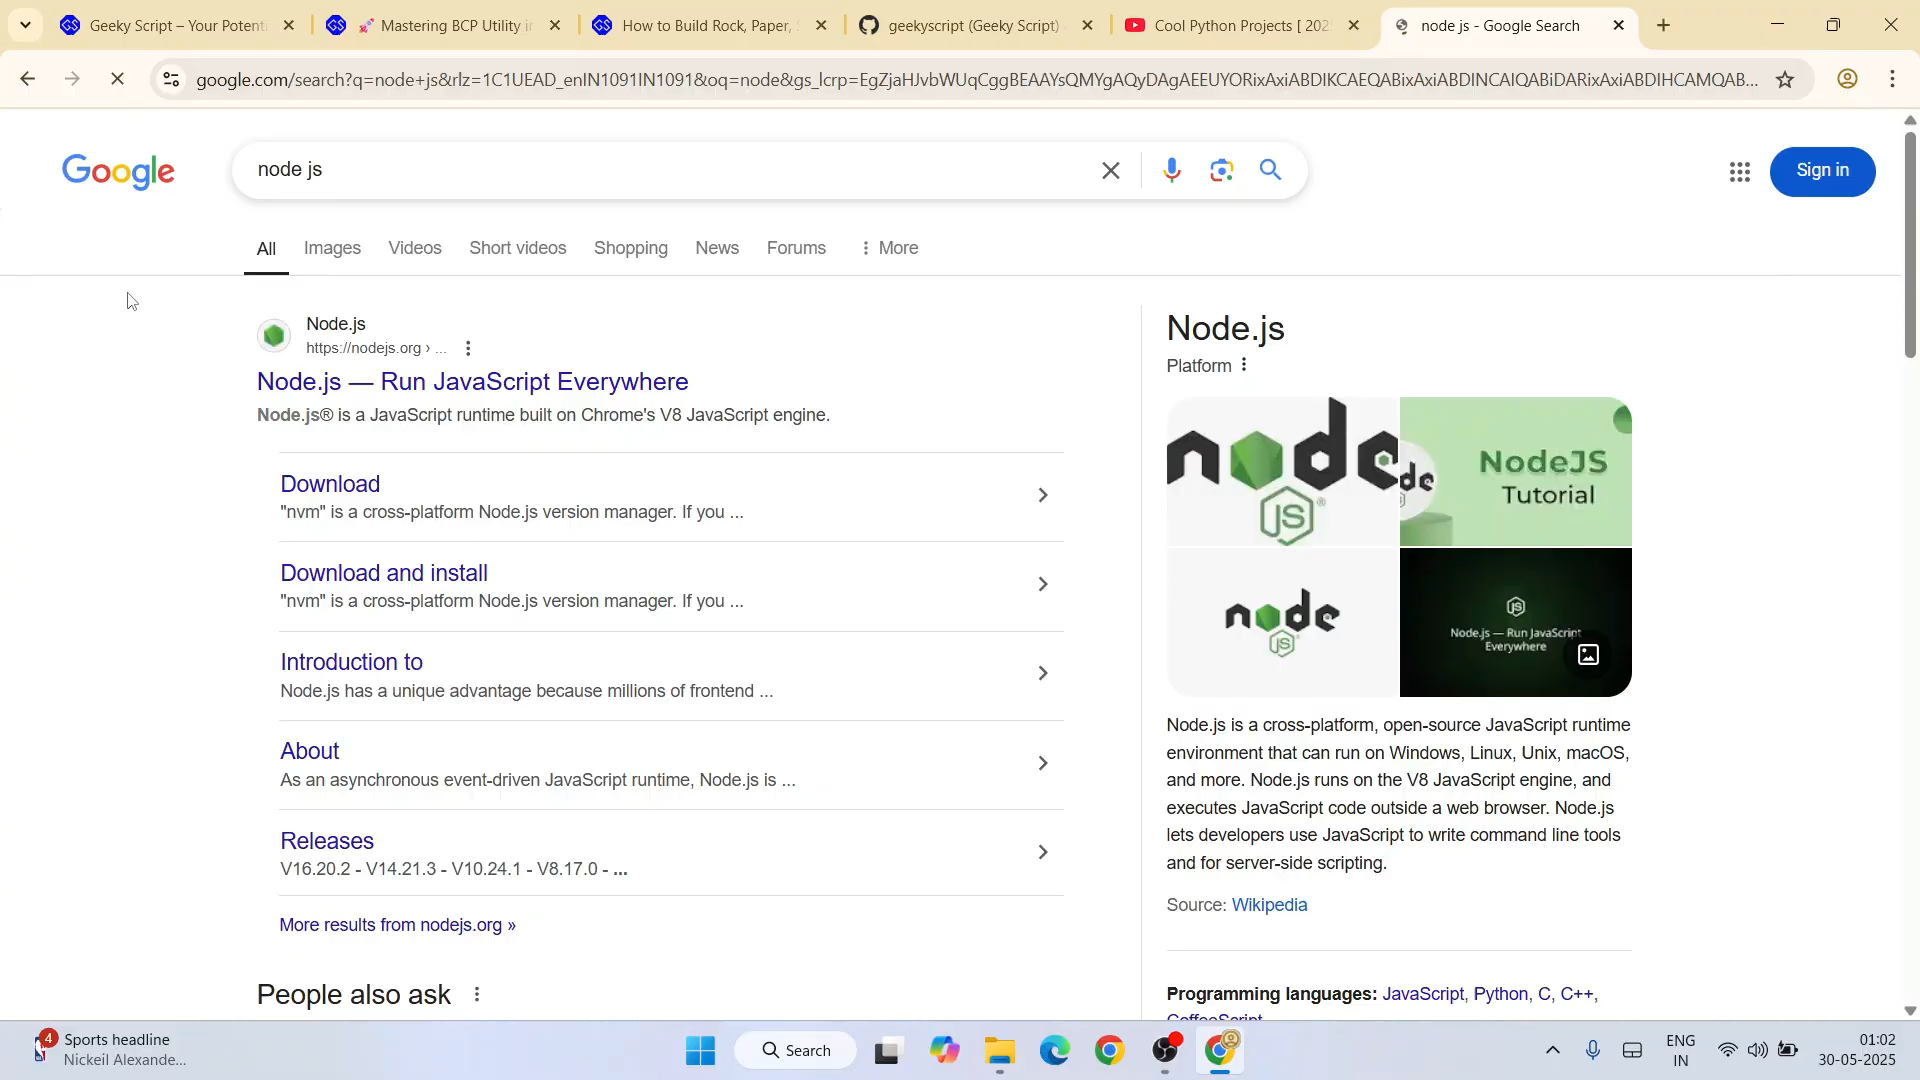 Geeky Script – Your Potenti
🚀 Mastering BCP Utility in
How to Build Rock, Paper, S
geekyscript (Geeky Script) ·
Cool Python Projects [ 202
node js - Google Search
google.com/search?q=node+js&rlz=1C1UEAD_enIN1091IN1091&oq=node&gs_lcrp=EgZjaHJvbWUqCggBEAAYsQMYgAQyDAgAEEUYORixAxiABDIKCAEQABixAxiABDINCAIQABiDARixAxiABDIHCAMQAB...
Google
node js
Sign in
All
Images
Videos
Short videos
Shopping
News
Forums
More
Node.js
https://nodejs.org › ...
Node.js — Run JavaScript Everywhere
Node.js® is a JavaScript runtime built on Chrome's V8 JavaScript engine.
Download
"nvm" is a cross-platform Node.js version manager. If you ...
Download and install
"nvm" is a cross-platform Node.js version manager. If you ...
Introduction to
Node.js has a unique advantage because millions of frontend ...
About
As an asynchronous event-driven JavaScript runtime, Node.js is ...
Releases
V16.20.2 - V14.21.3 - V10.24.1 - V8.17.0 - ...
More results from nodejs.org »
People also ask
Node.js
Platform
node
JS
de
NodeJS
Tutorial
node
JS
JS
Node.js — Run JavaScript
Everywhere
Node.js is a cross-platform, open-source JavaScript runtime
environment that can run on Windows, Linux, Unix, macOS,
and more. Node.js runs on the V8 JavaScript engine, and
executes JavaScript code outside a web browser. Node.js
lets developers use JavaScript to write command line tools
and for server-side scripting.
Source: Wikipedia
Programming languages: JavaScript, Python, C, C++,
CoffeeScript
4
Sports headline
Nickeil Alexande...
Search
ENG
IN
01:02
30-05-2025